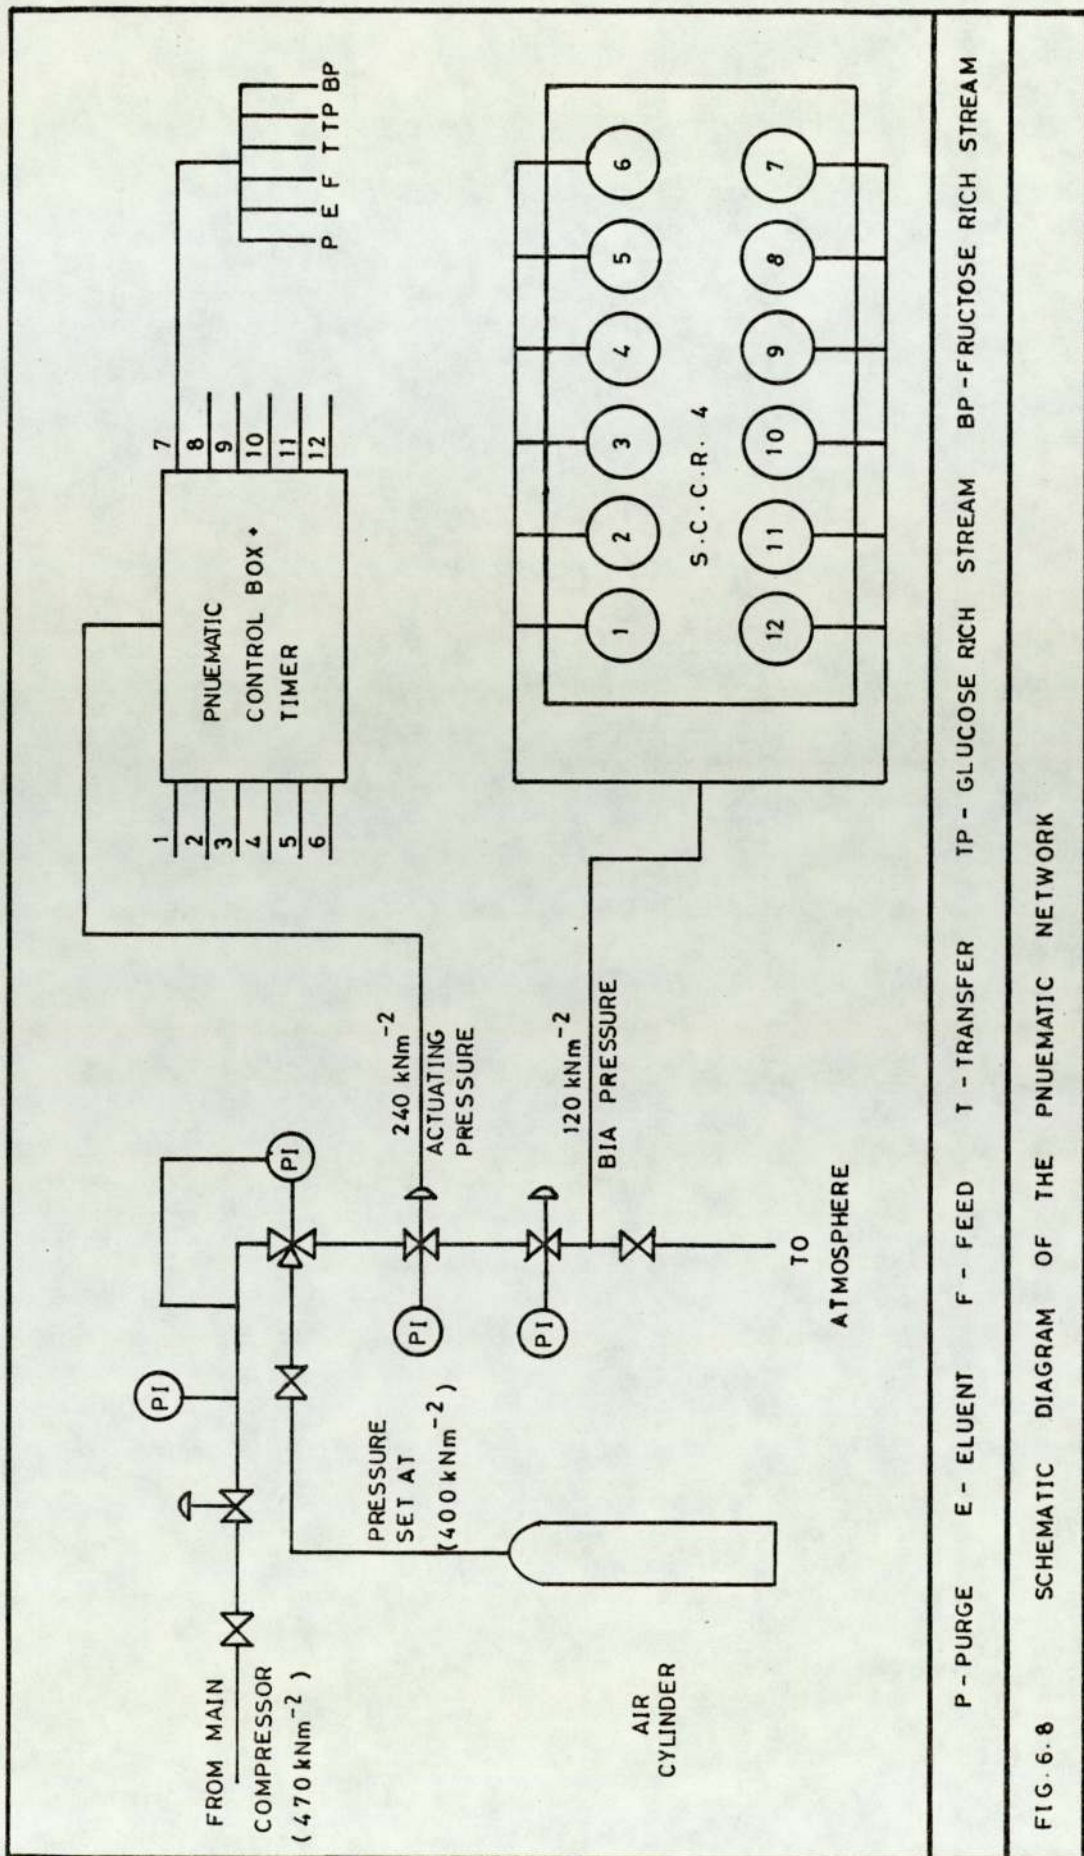 FROM MAIN
COMPRESSOR
(470 kNm⁻²)
PI
PI
PRESSURE
SET AT
(400 kNm⁻²)
AIR
CYLINDER
PI
240 kNm⁻²
ACTUATING
PRESSURE
PI
120 kNm⁻²
BIA PRESSURE
TO
ATMOSPHERE
1
2
3
4
5
6
PNUEMATIC
CONTROL BOX +
TIMER
7
8
9
10
11
12
P E F T TP BP
1 2 3 4 5 6
S.C.C.R. 4
12 11 10 9 8 7
P - PURGE E - ELUENT F - FEED T - TRANSFER TP - GLUCOSE RICH STREAM BP - FRUCTOSE RICH STREAM
FIG. 6.8 SCHEMATIC DIAGRAM OF THE PNUEMATIC NETWORK